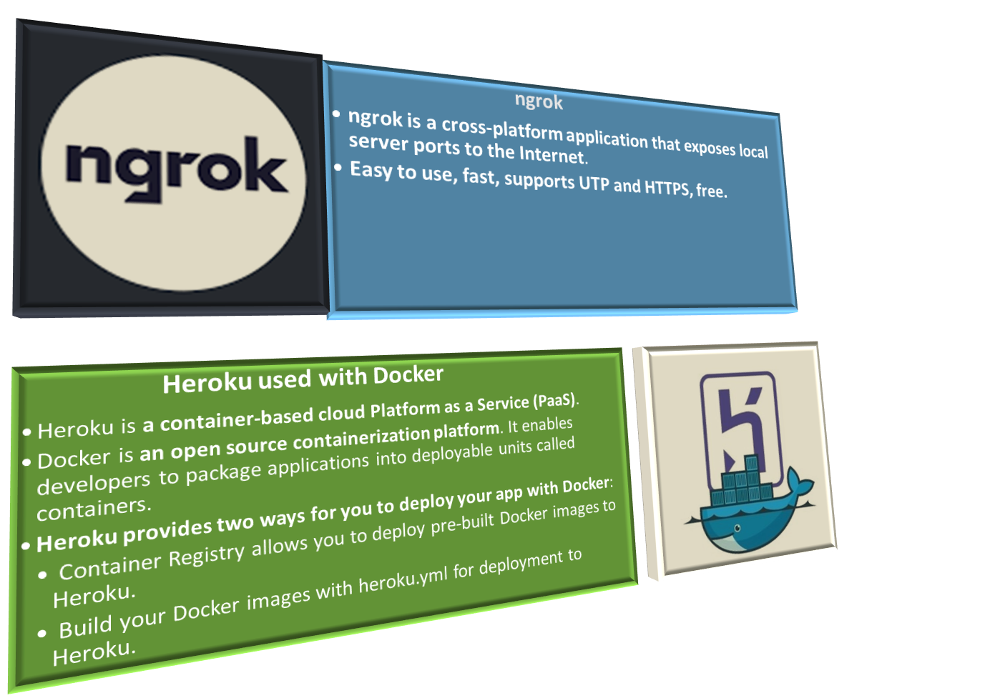 ngrok
ngrok
• ngrok is a cross-platform application that exposes local
server ports to the Internet.
• Easy to use, fast, supports UTP and HTTPS, free.
Heroku used with Docker
• Heroku is a container-based cloud Platform as a Service (PaaS).
• Docker is an open source containerization platform. It enables
developers to package applications into deployable units called
containers.
• Heroku provides two ways for you to deploy your app with Docker:
• Container Registry allows you to deploy pre-built Docker images to
Heroku.
• Build your Docker images with heroku.yml for deployment to
Heroku.